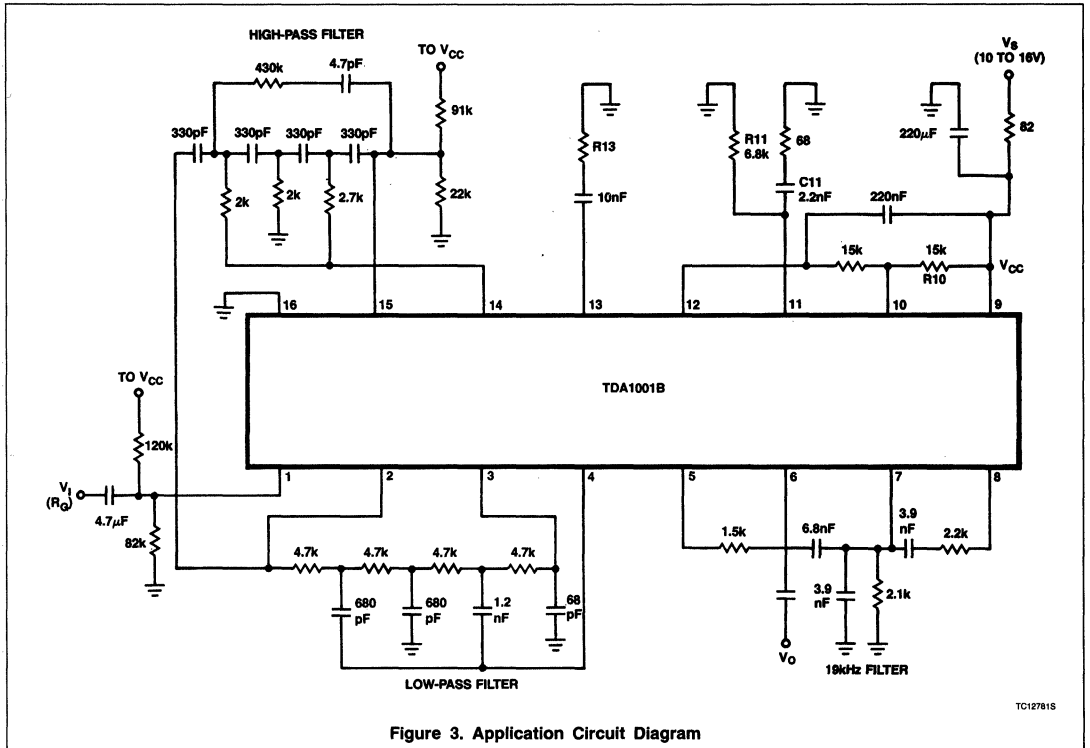 HIGH-PASS FILTER
430k
4.7pF
TO VCC
91k
330pF
330pF
330pF
330pF
2k
2k
2.7k
22k
R13
10nF
R11
6.8k
68
C11
2.2nF
VS
(10 TO 16V)
220μF
82
220nF
15k
15k
R10
VCC
16
15
14
13
12
11
10
9
TDA1001B
TO VCC
120k
VI
(RG)
4.7μF
82k
1
2
3
4
5
6
7
8
4.7k
4.7k
4.7k
4.7k
680
pF
680
pF
1.2
nF
68
pF
LOW-PASS FILTER
1.5k
6.8nF
3.9
nF
2.2k
3.9
nF
2.1k
VO
19kHz FILTER
TC12781S
Figure 3. Application Circuit Diagram